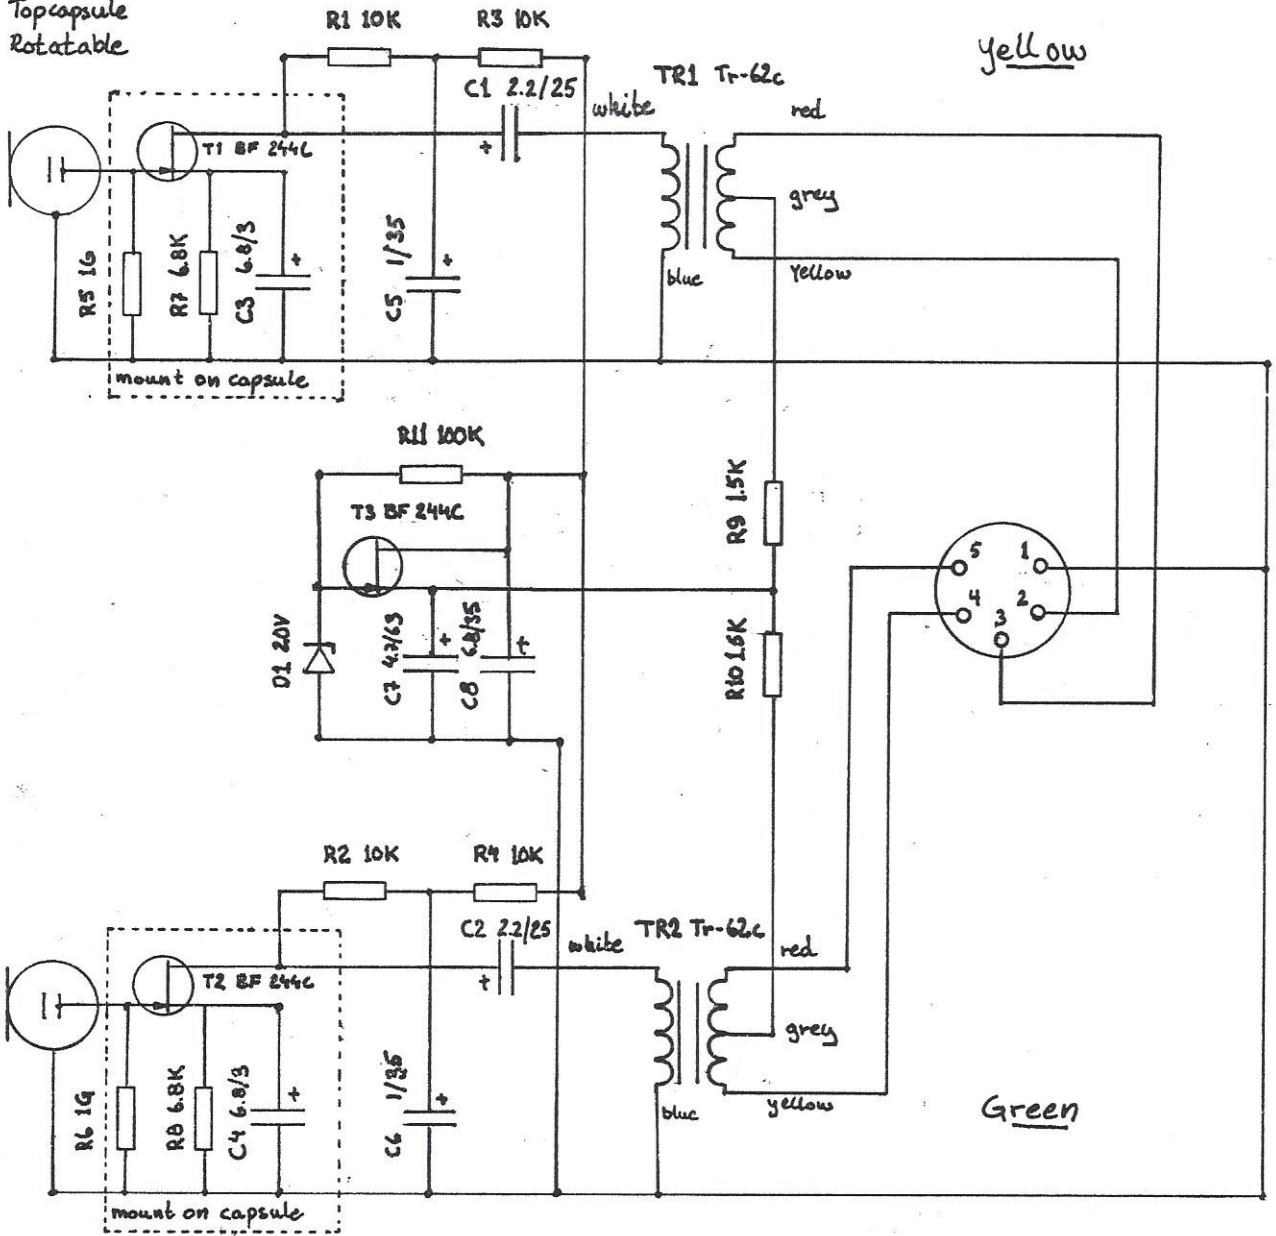 Topcapsule
Rotatable
R1 10K
R3 10K
Yellow
C1 2.2/25
TR1 Tr-62c
white
red
+
T1 BF 244C
grey
R5 1G
R7 6.8K
C3 6.8/3
+
C5 1/35
+
blue
yellow
mount on capsule
R11 100K
T3 BF 244C
R9 1.5K
5
1
4
2
3
D1 20V
C7 4.7/63
+
C8 6.8/35
+
R10 1.5K
R2 10K
R4 10K
C2 2.2/25
TR2 Tr-62c
white
red
+
T2 BF 244C
grey
R6 1G
R8 6.8K
C4 6.8/3
+
C6 1/35
+
blue
yellow
Green
mount on capsule